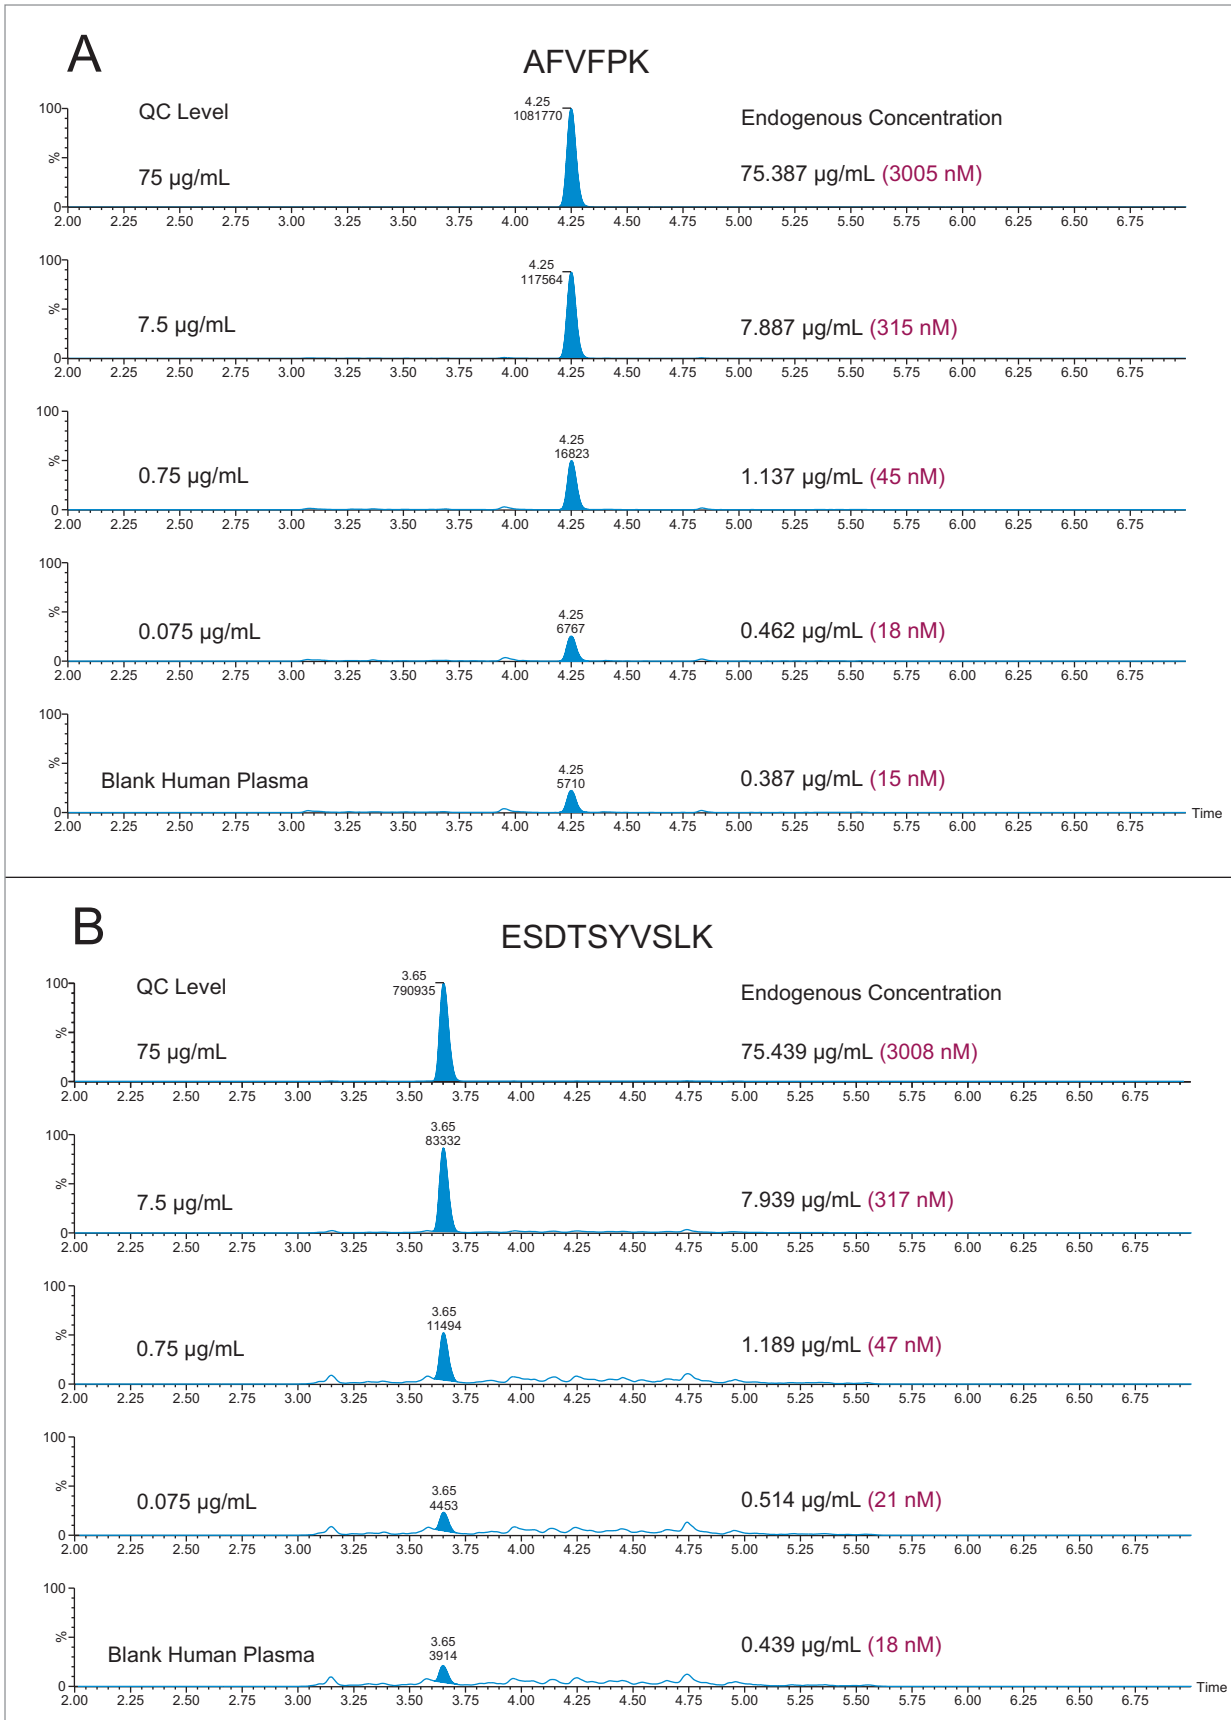 A
AFVFPK
QC Level
Endogenous Concentration
4.25
1081770
75 µg/mL
75.387 µg/mL (3005 nM)
100
%
0
2.00 2.25 2.50 2.75 3.00 3.25 3.50 3.75 4.00 4.25 4.50 4.75 5.00 5.25 5.50 5.75 6.00 6.25 6.50 6.75
4.25
117564
7.5 µg/mL
7.887 µg/mL (315 nM)
100
%
0
2.00 2.25 2.50 2.75 3.00 3.25 3.50 3.75 4.00 4.25 4.50 4.75 5.00 5.25 5.50 5.75 6.00 6.25 6.50 6.75
4.25
16823
0.75 µg/mL
1.137 µg/mL (45 nM)
100
%
0
2.00 2.25 2.50 2.75 3.00 3.25 3.50 3.75 4.00 4.25 4.50 4.75 5.00 5.25 5.50 5.75 6.00 6.25 6.50 6.75
4.25
6767
0.075 µg/mL
0.462 µg/mL (18 nM)
100
%
0
2.00 2.25 2.50 2.75 3.00 3.25 3.50 3.75 4.00 4.25 4.50 4.75 5.00 5.25 5.50 5.75 6.00 6.25 6.50 6.75
4.25
5710
Blank Human Plasma
0.387 µg/mL (15 nM)
100
%
0
2.00 2.25 2.50 2.75 3.00 3.25 3.50 3.75 4.00 4.25 4.50 4.75 5.00 5.25 5.50 5.75 6.00 6.25 6.50 6.75
Time
B
ESDTSYVSLK
QC Level
Endogenous Concentration
3.65
790935
75 µg/mL
75.439 µg/mL (3008 nM)
100
%
0
2.00 2.25 2.50 2.75 3.00 3.25 3.50 3.75 4.00 4.25 4.50 4.75 5.00 5.25 5.50 5.75 6.00 6.25 6.50 6.75
3.65
83332
7.5 µg/mL
7.939 µg/mL (317 nM)
100
%
0
2.00 2.25 2.50 2.75 3.00 3.25 3.50 3.75 4.00 4.25 4.50 4.75 5.00 5.25 5.50 5.75 6.00 6.25 6.50 6.75
3.65
11494
0.75 µg/mL
1.189 µg/mL (47 nM)
100
%
0
2.00 2.25 2.50 2.75 3.00 3.25 3.50 3.75 4.00 4.25 4.50 4.75 5.00 5.25 5.50 5.75 6.00 6.25 6.50 6.75
3.65
4453
0.075 µg/mL
0.514 µg/mL (21 nM)
100
%
0
2.00 2.25 2.50 2.75 3.00 3.25 3.50 3.75 4.00 4.25 4.50 4.75 5.00 5.25 5.50 5.75 6.00 6.25 6.50 6.75
3.65
3914
Blank Human Plasma
0.439 µg/mL (18 nM)
100
%
0
2.00 2.25 2.50 2.75 3.00 3.25 3.50 3.75 4.00 4.25 4.50 4.75 5.00 5.25 5.50 5.75 6.00 6.25 6.50 6.75
Time